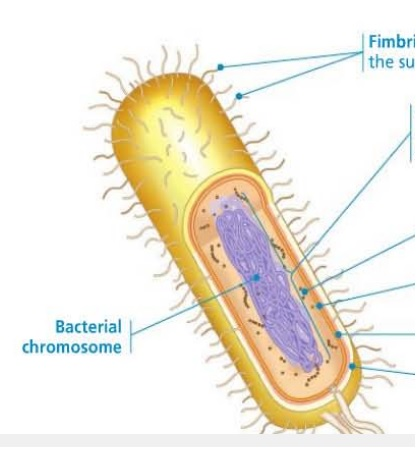 Fimbri
the su
Bacterial
chromosome